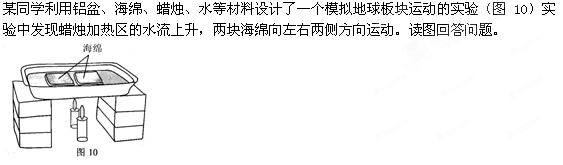 某同学利用铝盆、海绵、蜡烛、水等材料设计了一个模拟地球板块运动的实验（图 10）实
验中发现蜡烛加热区的水流上升，两块海绵向左右两侧方向运动。读图回答问题。
海绵
图10